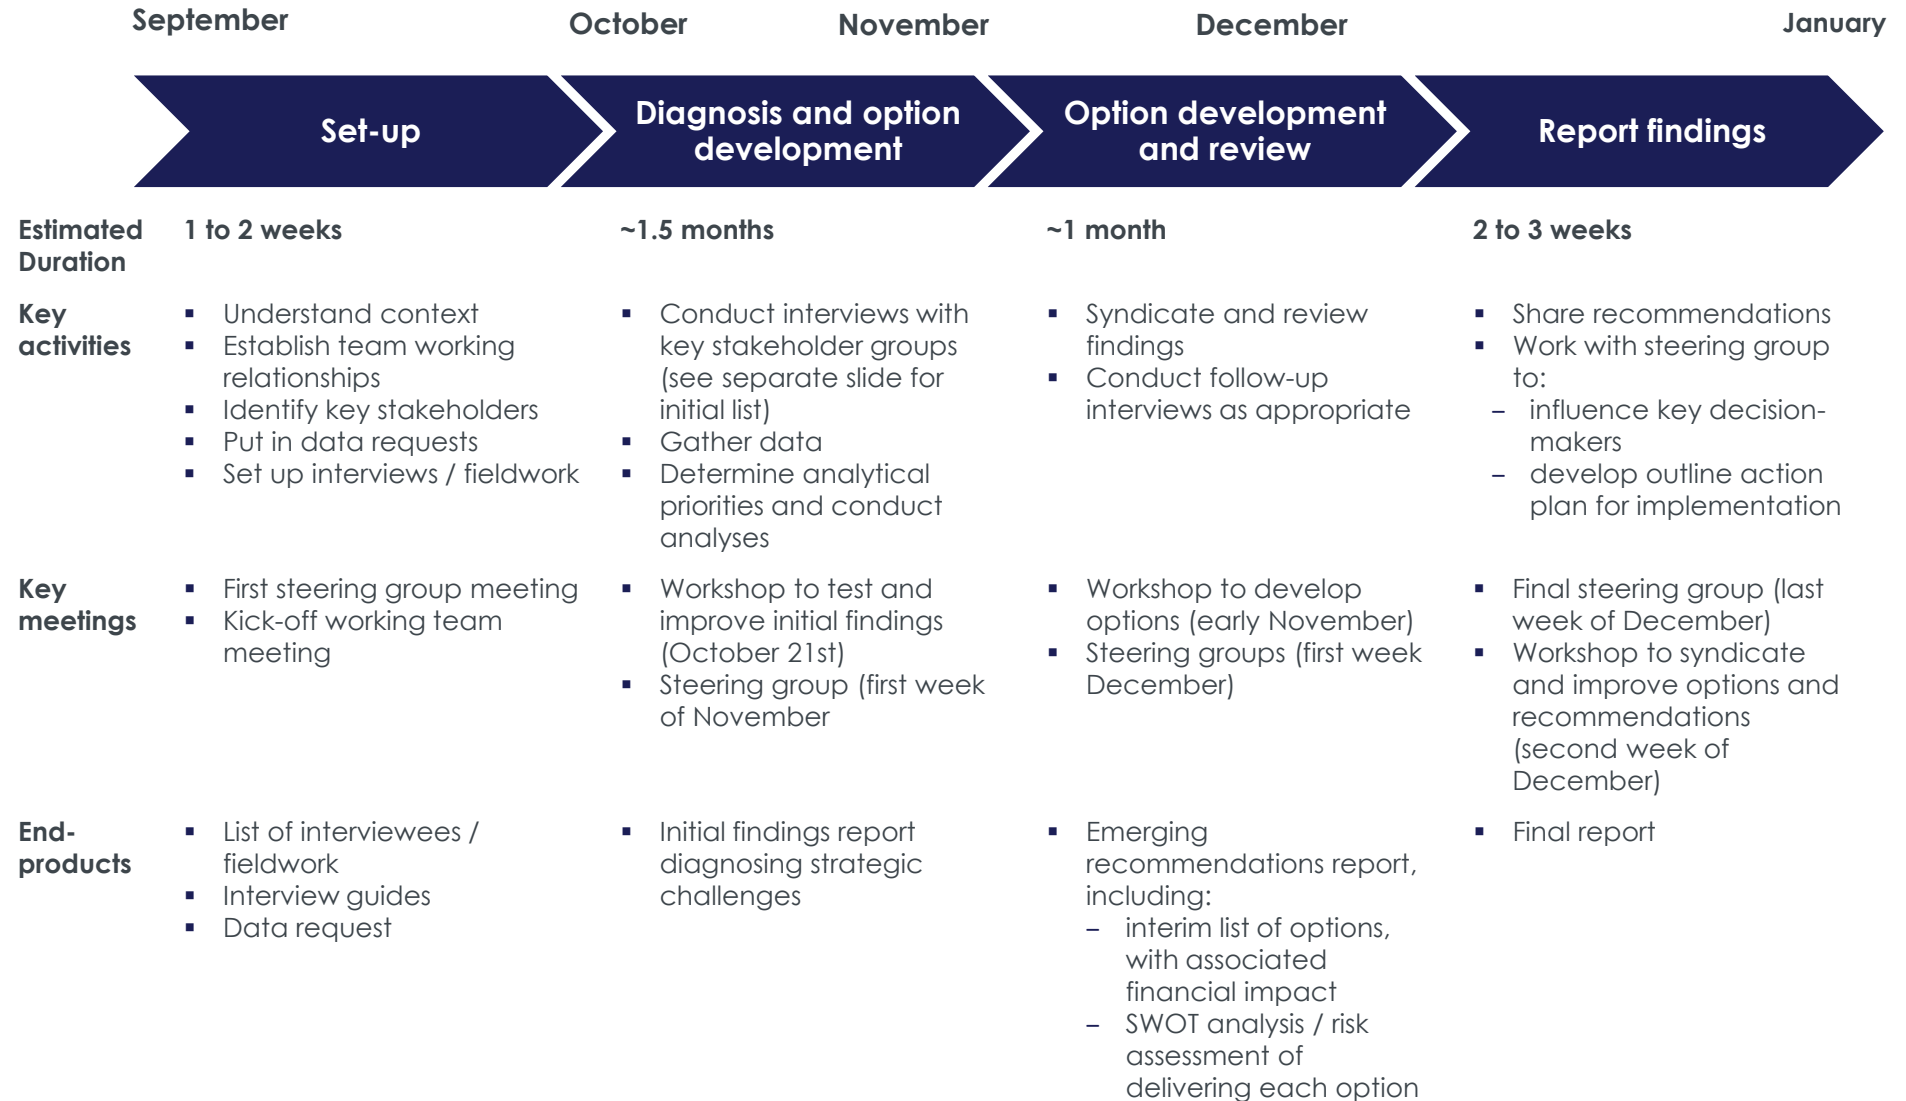 September
October
November
December
January
Set-up
Diagnosis and option
development
Option development
and review
Report findings
Estimated
Duration
1 to 2 weeks
~1.5 months
~1 month
2 to 3 weeks
Key
activities
▪ Understand context
▪ Establish team working
relationships
▪ Identify key stakeholders
▪ Put in data requests
▪ Set up interviews / fieldwork
▪ Conduct interviews with
key stakeholder groups
(see separate slide for
initial list)
▪ Gather data
▪ Determine analytical
priorities and conduct
analyses
▪ Syndicate and review
findings
▪ Conduct follow-up
interviews as appropriate
▪ Share recommendations
▪ Work with steering group
to:
– influence key decision-
makers
– develop outline action
plan for implementation
Key
meetings
▪ First steering group meeting
▪ Kick-off working team
meeting
▪ Workshop to test and
improve initial findings
(October 21st)
▪ Steering group (first week
of November
▪ Workshop to develop
options (early November)
▪ Steering groups (first week
December)
▪ Final steering group (last
week of December)
▪ Workshop to syndicate
and improve options and
recommendations
(second week of
December)
End-
products
▪ List of interviewees /
fieldwork
▪ Interview guides
▪ Data request
▪ Initial findings report
diagnosing strategic
challenges
▪ Emerging
recommendations report,
including:
– interim list of options,
with associated
financial impact
– SWOT analysis / risk
assessment of
delivering each option
▪ Final report